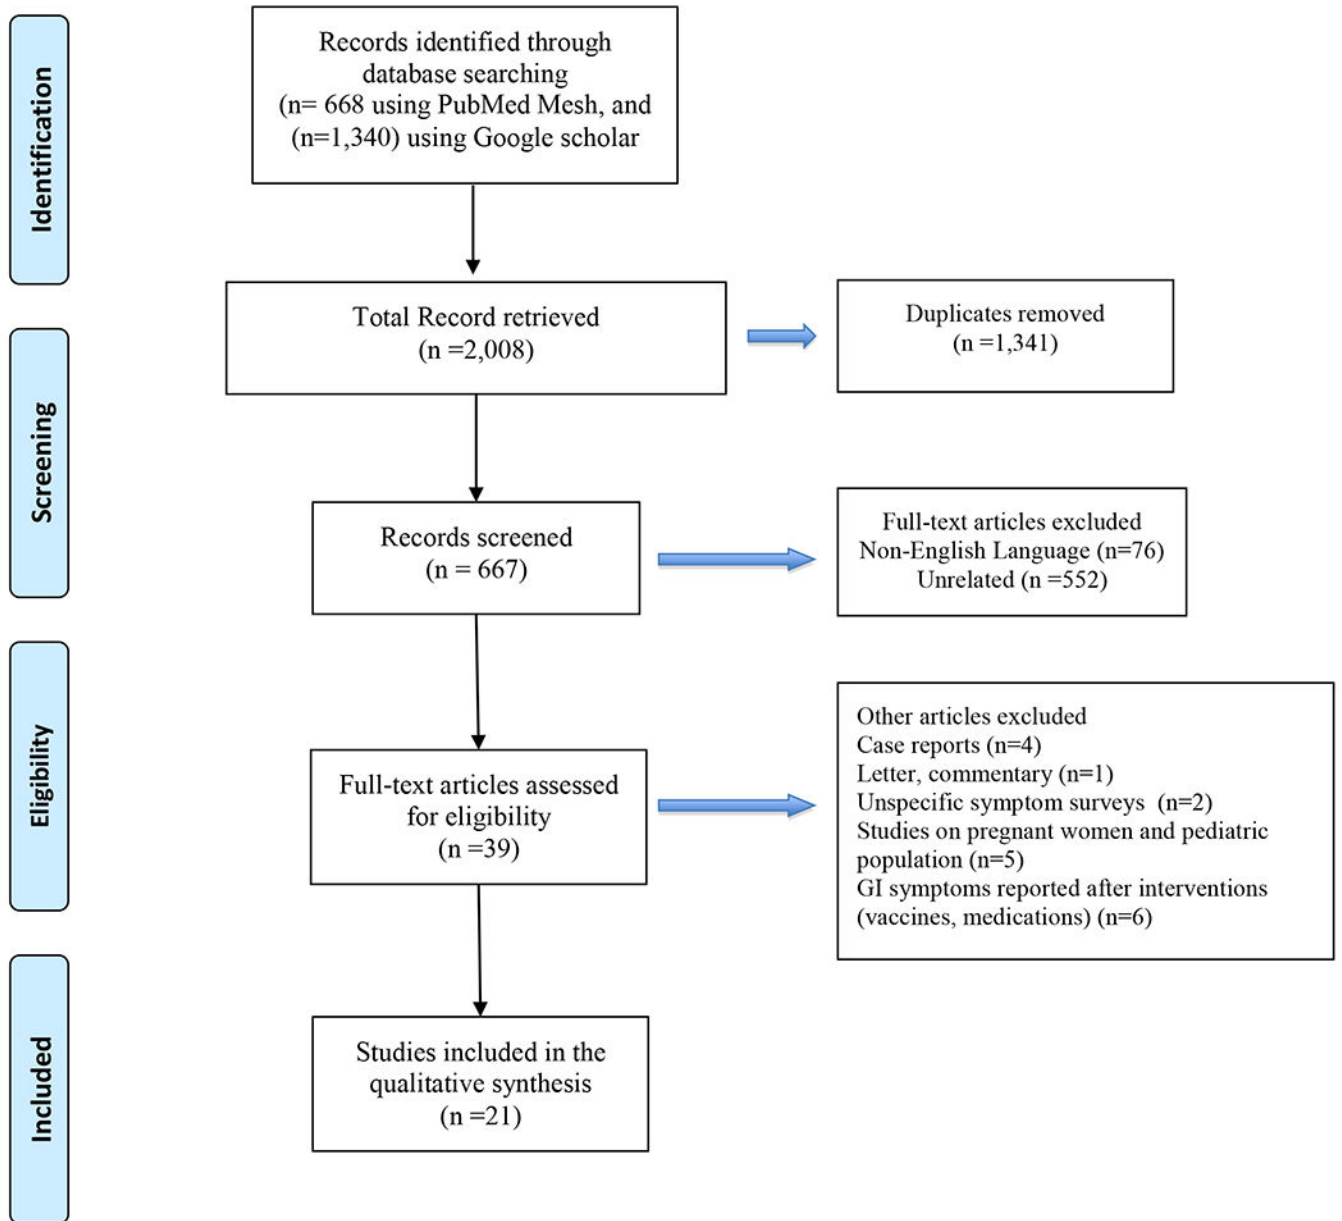 Identification
Records identified through
database searching
(n= 668 using PubMed Mesh, and
(n=1,340) using Google scholar
Total Record retrieved
(n =2,008)
Duplicates removed
(n =1,341)
Screening
Records screened
(n = 667)
Full-text articles excluded
Non-English Language (n=76)
Unrelated (n =552)
Eligibility
Full-text articles assessed
for eligibility
(n =39)
Other articles excluded
Case reports (n=4)
Letter, commentary (n=1)
Unspecific symptom surveys (n=2)
Studies on pregnant women and pediatric
population (n=5)
GI symptoms reported after interventions
(vaccines, medications) (n=6)
Included
Studies included in the
qualitative synthesis
(n =21)